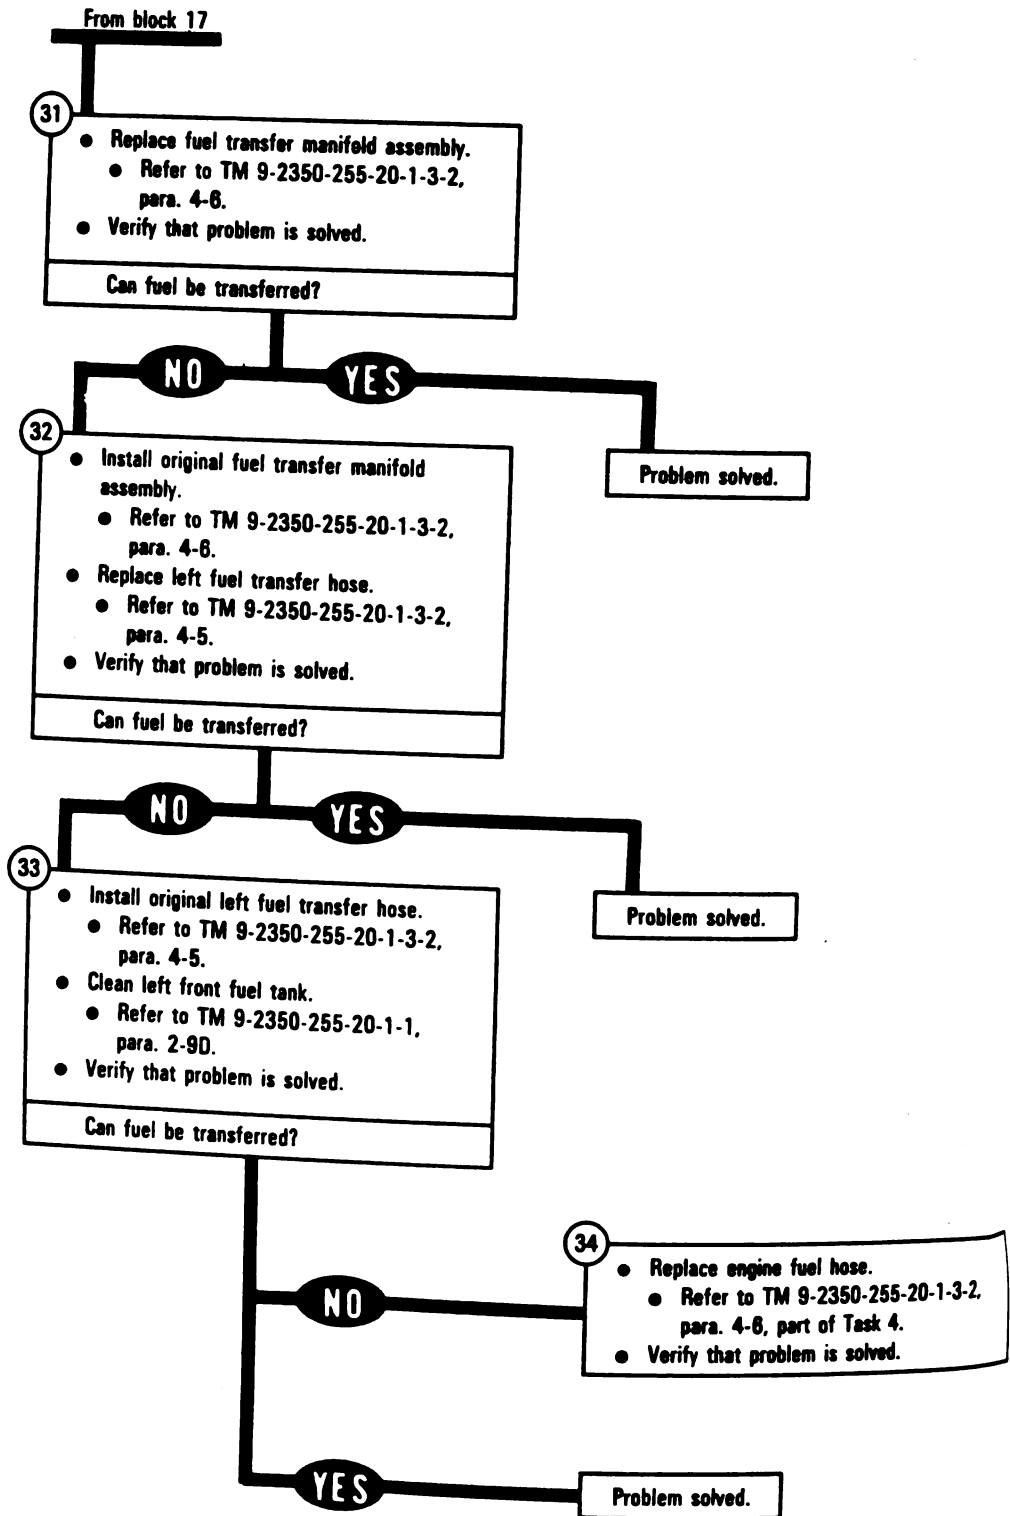 From block 17
31
● Replace fuel transfer manifold assembly.
● Refer to TM 9-2350-255-20-1-3-2,
para. 4-6.
● Verify that problem is solved.
Can fuel be transferred?
NO YES
32
● Install original fuel transfer manifold
assembly.
● Refer to TM 9-2350-255-20-1-3-2,
para. 4-6.
● Replace left fuel transfer hose.
● Refer to TM 9-2350-255-20-1-3-2,
para. 4-5.
● Verify that problem is solved.
Can fuel be transferred?
Problem solved.
NO YES
33
● Install original left fuel transfer hose.
● Refer to TM 9-2350-255-20-1-3-2,
para. 4-5.
● Clean left front fuel tank.
● Refer to TM 9-2350-255-20-1-1,
para. 2-9D.
● Verify that problem is solved.
Can fuel be transferred?
Problem solved.
NO
34
● Replace engine fuel hose.
● Refer to TM 9-2350-255-20-1-3-2,
para. 4-6, part of Task 4.
● Verify that problem is solved.
YES
Problem solved.